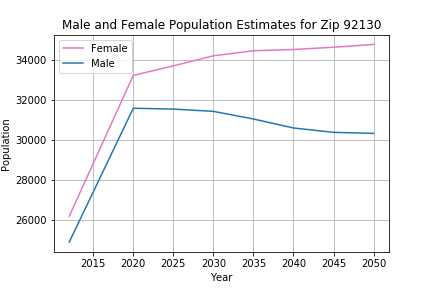 Male and Female Population Estimates for Zip 92130
Female
Male
34000
32000
30000
28000
26000
Population
2015 2020 2025 2030 2035 2040 2045 2050
Year